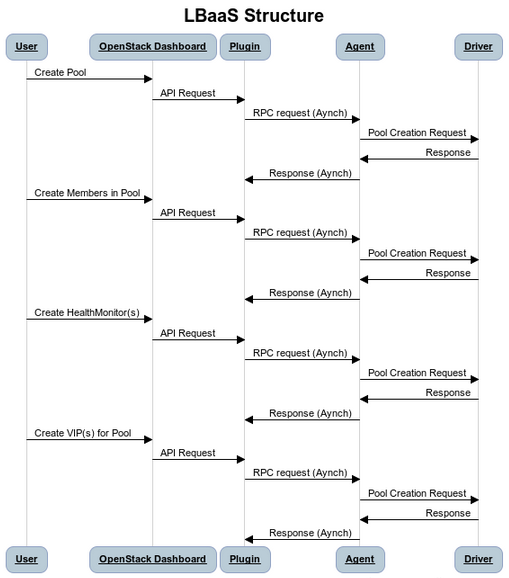 LBaaS Structure
User OpenStack Dashboard Plugin Agent Driver
Create Pool
API Request
RPC request (Aynch)
Pool Creation Request
Response
Response (Aynch)
Create Members in Pool
API Request
RPC request (Aynch)
Pool Creation Request
Response
Response (Aynch)
Create HealthMonitor(s)
API Request
RPC request (Aynch)
Pool Creation Request
Response
Response (Aynch)
Create VIP(s) for Pool
API Request
RPC request (Aynch)
Pool Creation Request
Response
Response (Aynch)
User OpenStack Dashboard Plugin Agent Driver